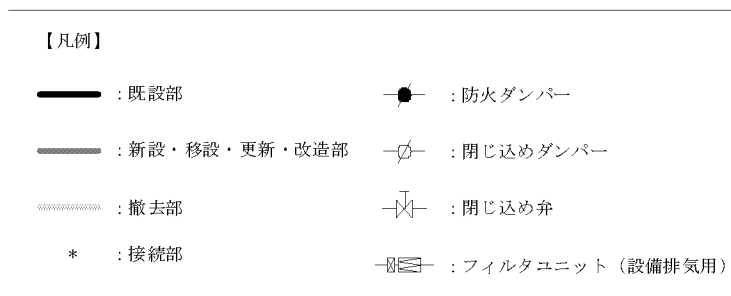 【凡例】
：既設部
：防火ダンパー
：新設・移設・更新・改造部
：閉じ込めダンパー
：撤去部
：閉じ込め弁
*：接続部
：フィルタユニット（設備排気用）